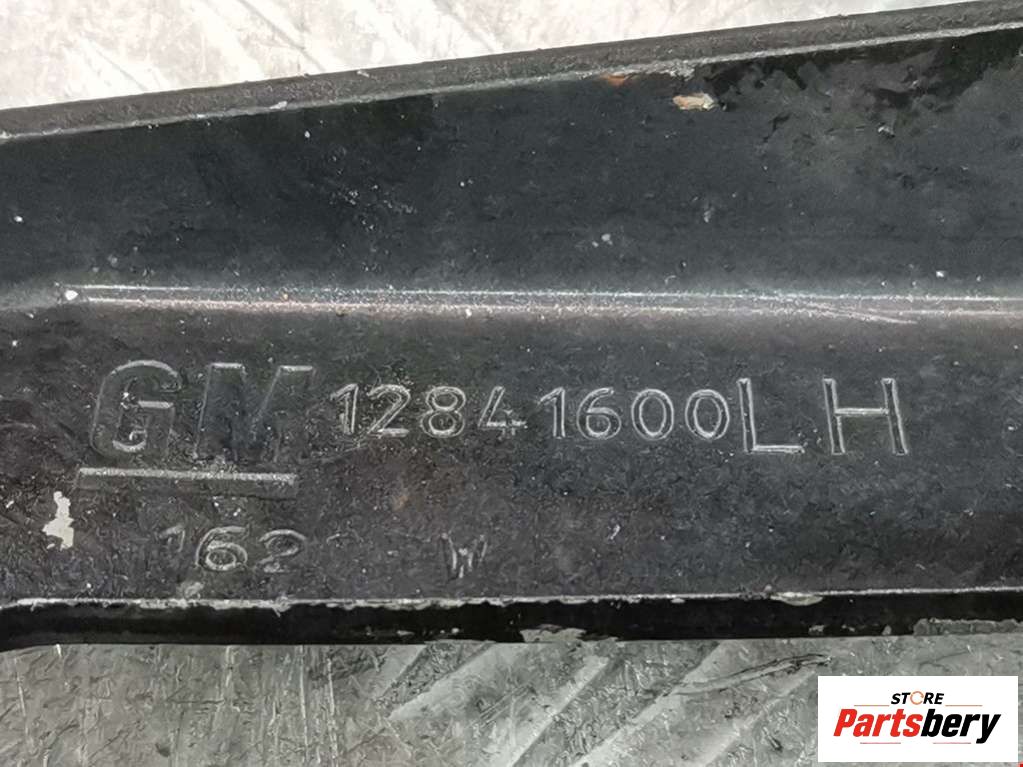 GM 12841600LH
162 W
STORE
Partsbery